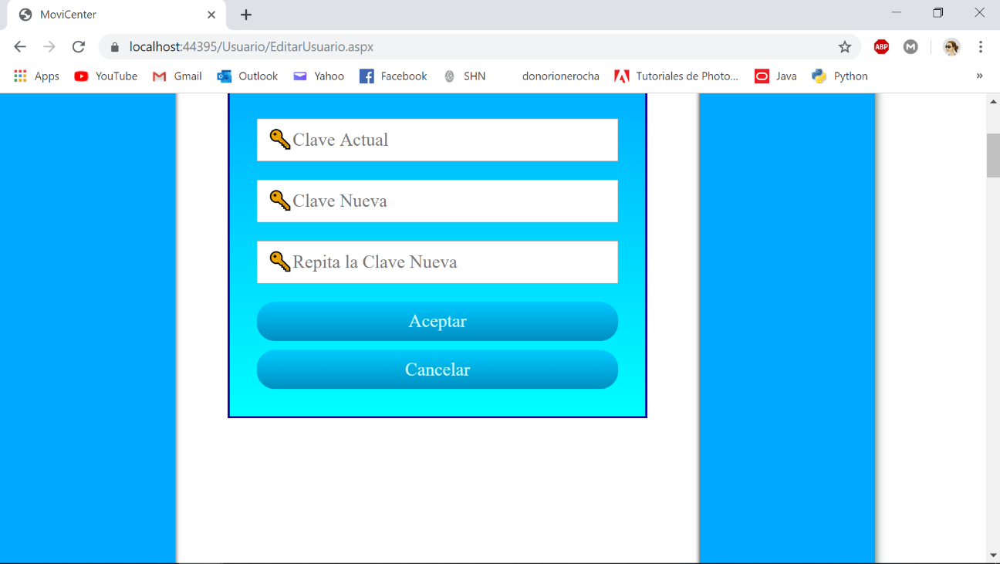 MoviCenter
localhost:44395/Usuario/EditarUsuario.aspx
ABP M
Apps YouTube Gmail Outlook Yahoo Facebook SHN donorionerocha Tutoriales de Photo... Java Python »
Clave Actual
Clave Nueva
Repita la Clave Nueva
Aceptar
Cancelar